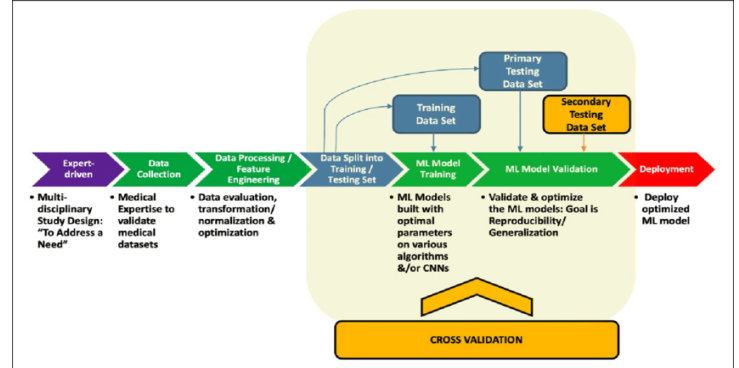 Primary
Testing
Data Set
Training
Data Set
Secondary
Testing
Data Set
Expert-
driven
Data
Collection
Data Processing /
Feature
Engineering
Data Split into
Training /
Testing Set
ML Model
Training
ML Model Validation
Deployment
• Multi-
disciplinary
Study Design:
"To Address a
Need"
• Medical
Expertise to
validate
medical
datasets
• Data evaluation,
transformation/
normalization &
optimization
• ML Models
built with
optimal
parameters
on various
algorithms
&/or CNNs
• Validate & optimize
the ML models: Goal is
Reproducibility/
Generalization
• Deploy
optimized
ML model
CROSS VALIDATION